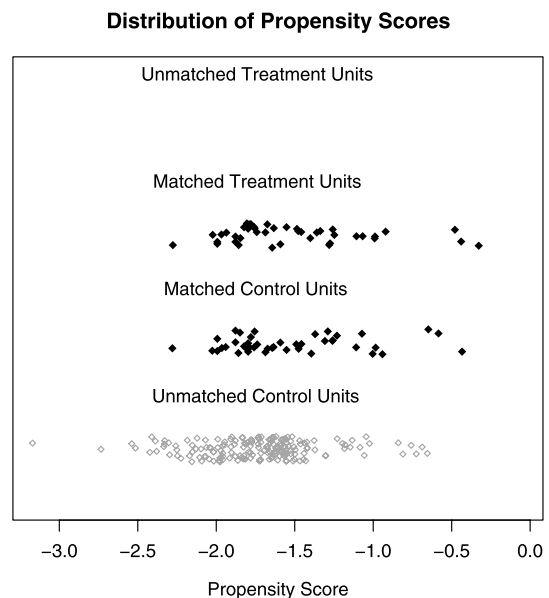 Distribution of Propensity Scores
Unmatched Treatment Units
Matched Treatment Units
Matched Control Units
Unmatched Control Units
−3.0 −2.5 −2.0 −1.5 −1.0 −0.5 0.0
Propensity Score